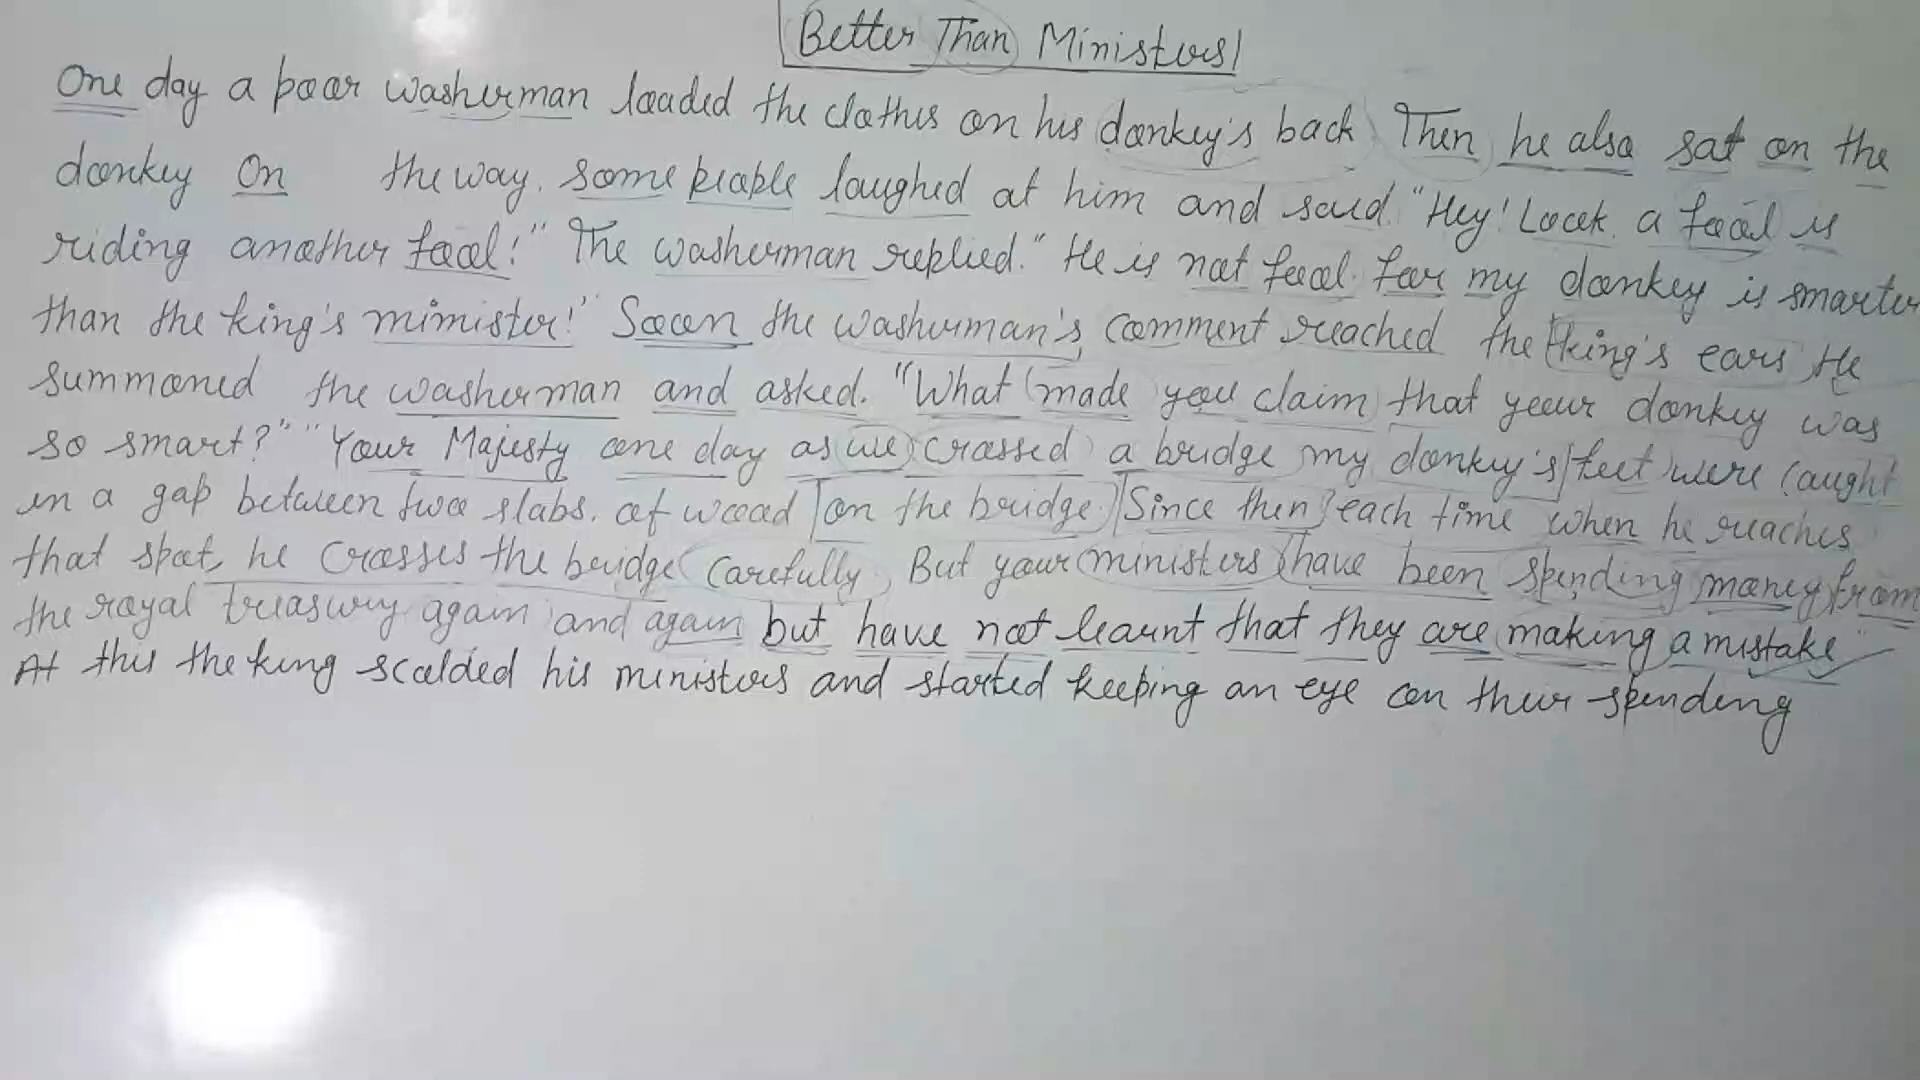 Better Than Ministers
One day a poor washerman loaded the clothes on his donkey's back Then he also sat on the
donkey On the way. some people laughed at him and said. "Hey! Look. a fool is
riding another fool!" The washerman replied." He is not fool. For my donkey is smarter
than the king's minister!" Soon the washerman's comment reached the king's ears He
summoned the washerman and asked. "What made you claim that your donkey was
so smart?" "Your Majesty one day as we crossed a bridge my donkey's feet were caught
in a gap between two slabs. of wood on the bridge. Since then each time when he reaches
that spot, he crosses the bridge carefully. But your ministers have been spending money from
the royal treasury again and again but have not learnt that they are making a mistake"
At this the king scolded his ministers and started keeping an eye on their spending